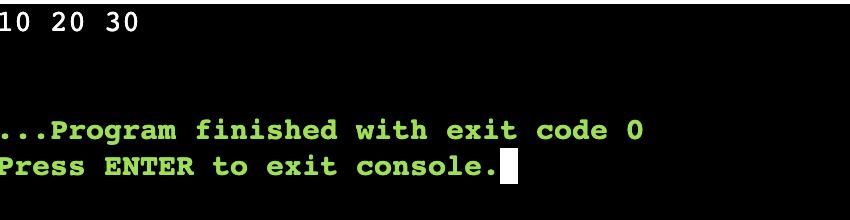 10 20 30
...Program finished with exit code 0
Press ENTER to exit console.